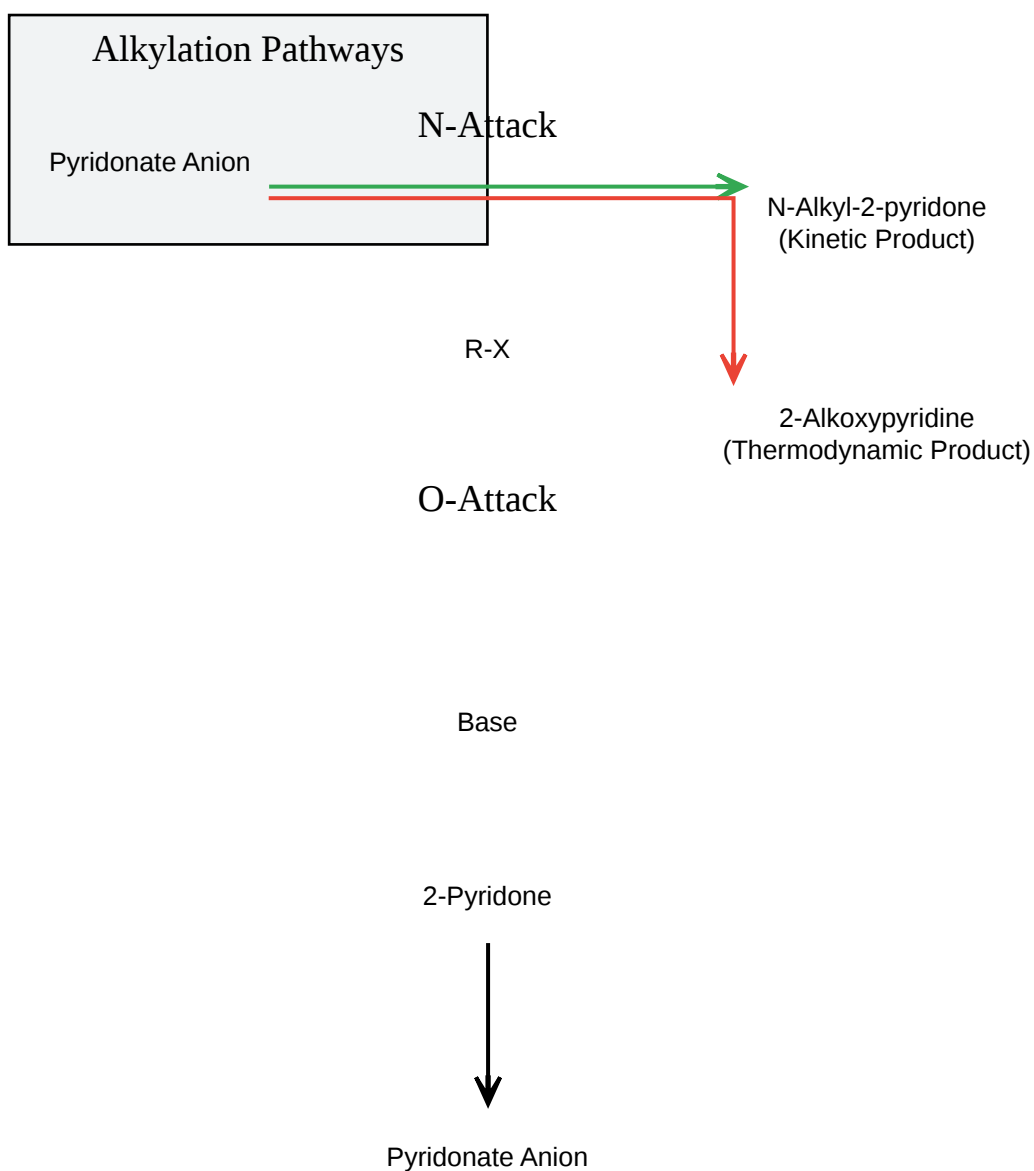 Alkylation Pathways
N-Attack
Pyridonate Anion
N-Alkyl-2-pyridone
(Kinetic Product)
R-X
2-Alkoxypyridine
(Thermodynamic Product)
O-Attack
Base
2-Pyridone
Pyridonate Anion